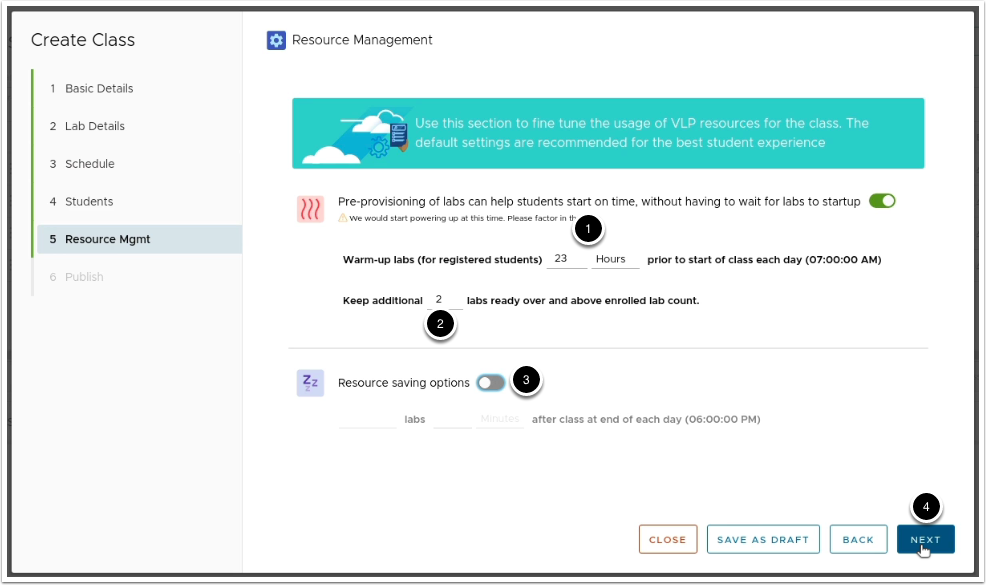 Create Class
1 Basic Details
2 Lab Details
3 Schedule
4 Students
5 Resource Mgmt
6 Publish
Resource Management
Use this section to fine tune the usage of VLP resources for the class. The
default settings are recommended for the best student experience
Pre-provisioning of labs can help students start on time, without having to wait for labs to startup
We would start powering up at this time. Please factor in
1
Warm-up labs (for registered students) 23 Hours prior to start of class each day (07:00:00 AM)
Keep additional 2 labs ready over and above enrolled lab count.
2
Zzz
Resource saving options
3
labs Minutes after class at end of each day (06:00:00 PM)
4
CLOSE
SAVE AS DRAFT
BACK
NEXT